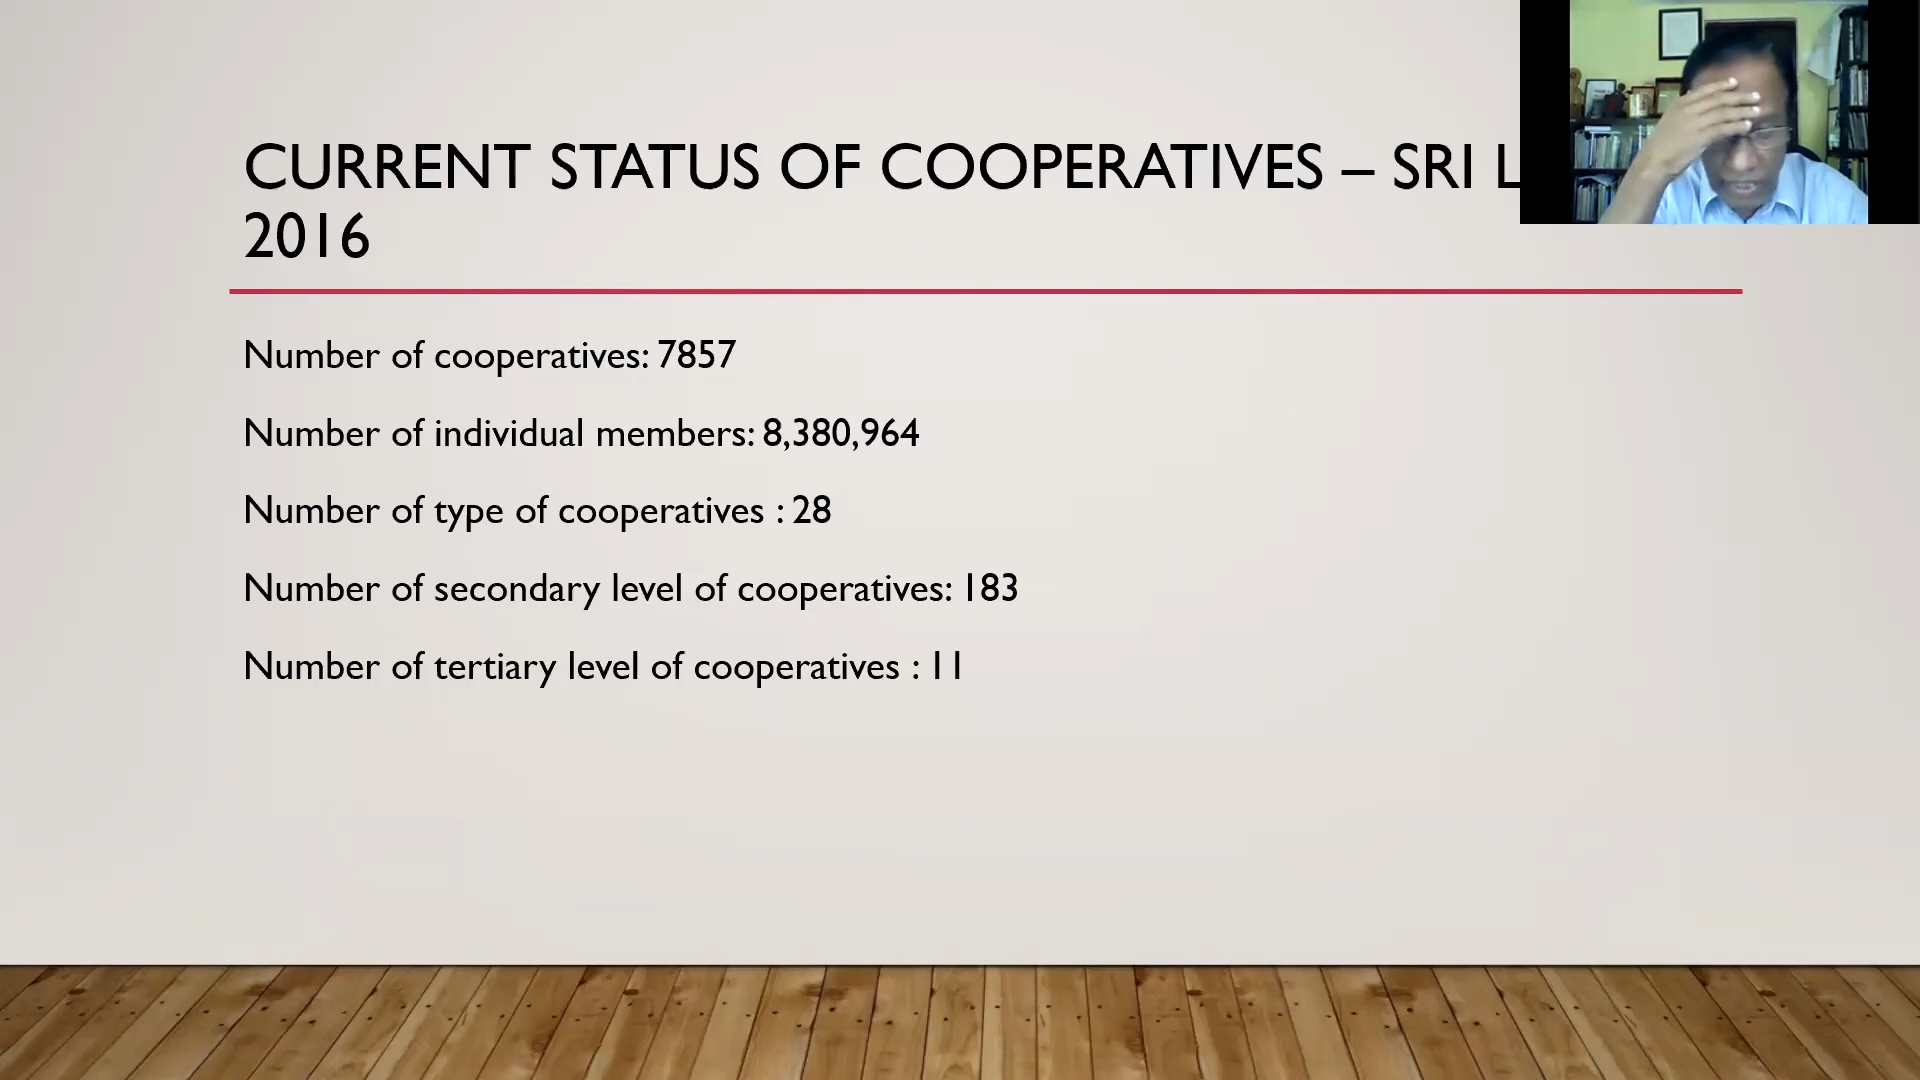 CURRENT STATUS OF COOPERATIVES – SRI
2016
Number of cooperatives: 7857
Number of individual members: 8,380,964
Number of type of cooperatives : 28
Number of secondary level of cooperatives: 183
Number of tertiary level of cooperatives : 11